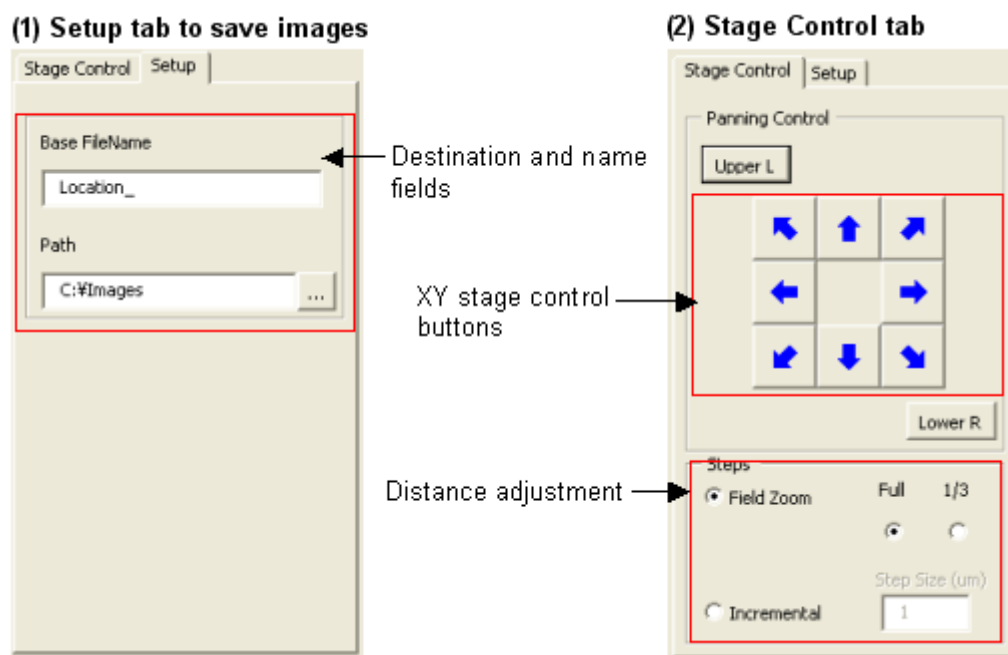 (1) Setup tab to save images
Stage Control Setup
Base FileName
Location_
Path
C:¥Images
...
Destination and name
fields
XY stage control
buttons
Distance adjustment
(2) Stage Control tab
Stage Control Setup
Panning Control
Upper L
Lower R
Steps
Field Zoom Full 1/3
Step Size (um)
Incremental 1